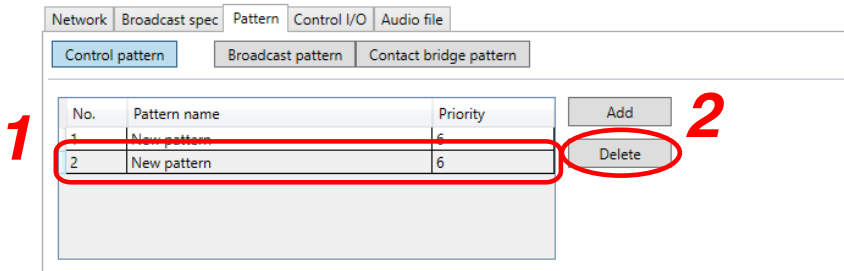 Network Broadcast spec Pattern Control I/O Audio file
Control pattern Broadcast pattern Contact bridge pattern
1 2
No. Pattern name Priority Add
1 New pattern 6
2 New pattern 6 Delete